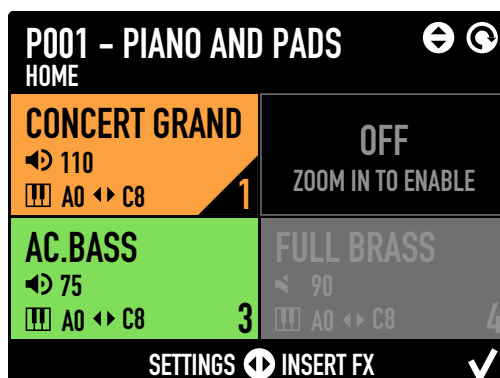 P001 - PIANO AND PADS
HOME
CONCERT GRAND
110
A0 C8
1
OFF
ZOOM IN TO ENABLE
AC.BASS
75
A0 C8
3
FULL BRASS
90
A0 C8
4
SETTINGS INSERT FX